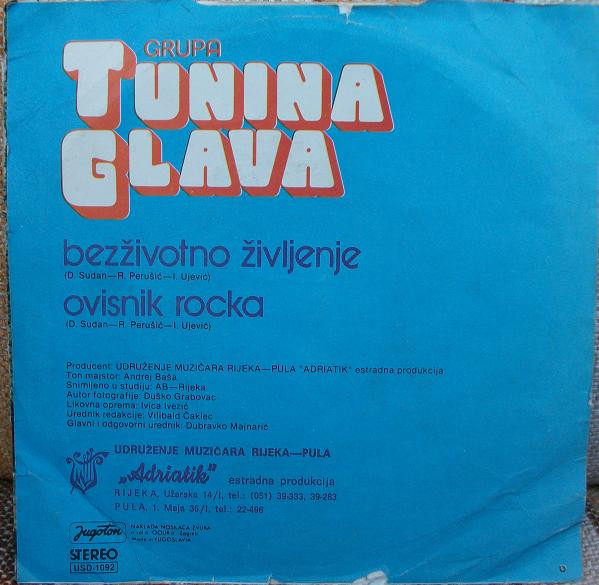 GRUPA
TUNINA
GLAVA
bezživotno življenje
(D. Sudan—R. Perušić—I. Ujević)
ovisnik rocka
(D. Sudan—R. Perušić—I. Ujević)
Producent: UDRUŽENJE MUZIČARA RIJEKA—PULA "ADRIATIK" estradna produkcija
Ton majstor: Andrej Baša
Snimljeno u studiju: AB—Rijeka
Autor fotografije: Duško Grabovac
Likovna oprema: Ivica Ivezić
Urednik redakcije: Vilibald Čaklec
Glavni i odgovorni urednik: Dubravko Majnarić
UDRUŽENJE MUZIČARA RIJEKA—PULA
„Adriatik" estradna produkcija
RIJEKA, Užarska 14/I, tel.: (051) 39-333, 39-283
PULA, 1. Maja 36/I, tel.: 22-496
Jugoton
NAKLADA NOSILACA ZVUKA
Zagreb
Made in YUGOSLAVIA
STEREO
USD-1092